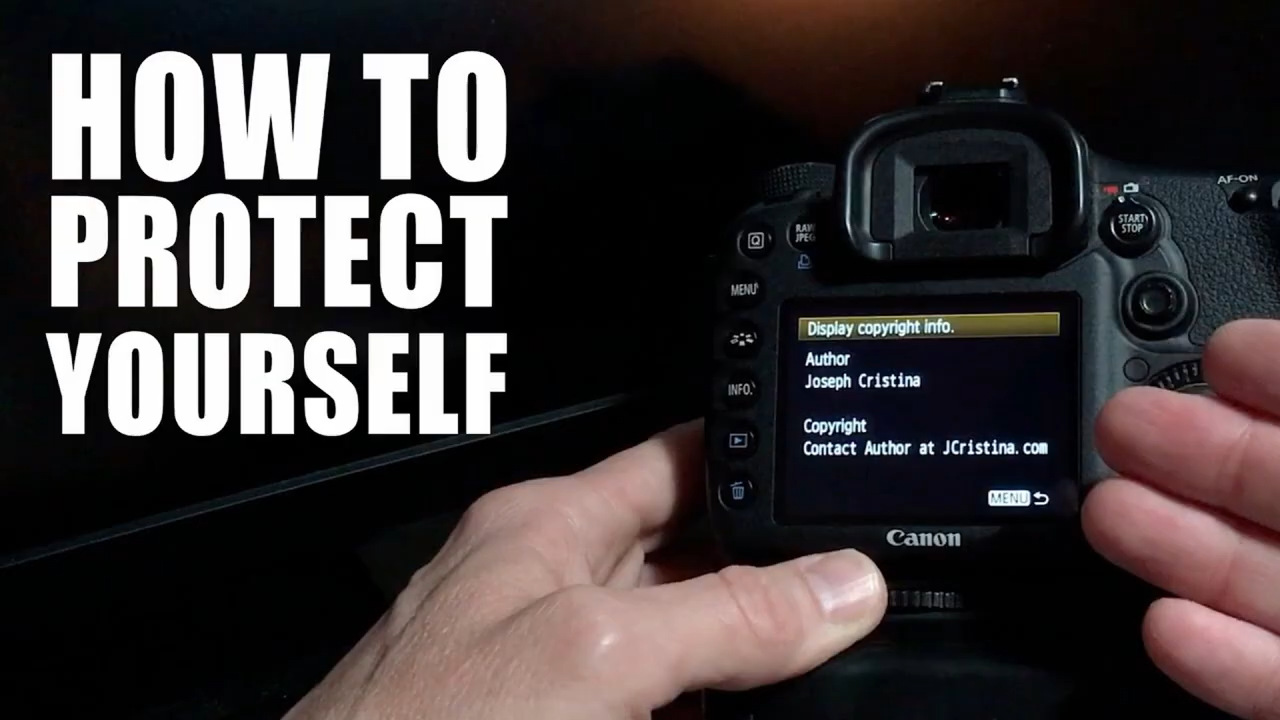 HOW TO
PROTECT
YOURSELF
AF-ON
RAW
JPEG
START
STOP
MENU
INFO.
Q
Display copyright info.
Author
Joseph Cristina
Copyright
Contact Author at JCristina.com
MENU
Canon